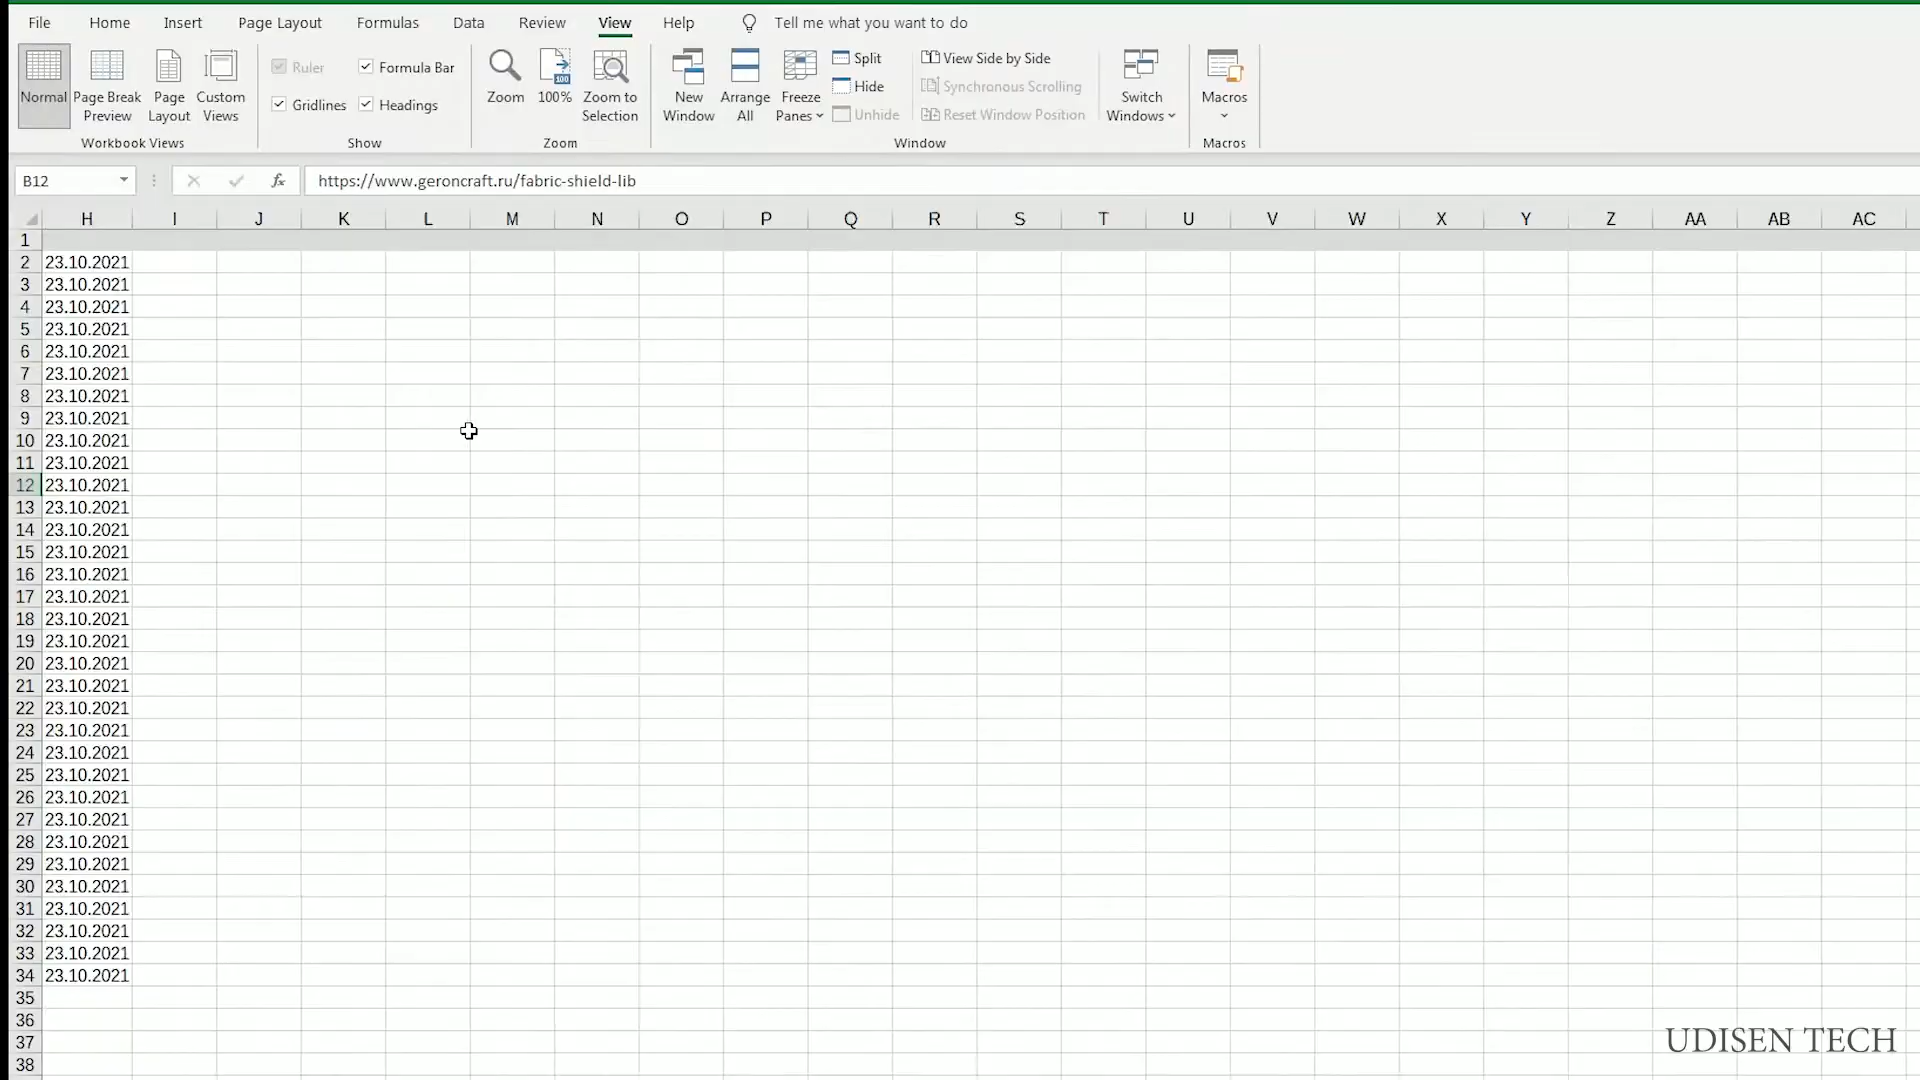 File Home Insert Page Layout Formulas Data Review View Help Tell me what you want to do
Normal Page Break Preview Page Layout Custom Views
Workbook Views
Ruler Formula Bar
Gridlines Headings
Show
Zoom 100% Zoom to Selection
Zoom
New Window Arrange All Freeze Panes
Split
Hide
Unhide
View Side by Side
Synchronous Scrolling
Reset Window Position
Switch Windows
Window
Macros
Macros
B12 fx https://www.geroncraft.ru/fabric-shield-lib
H I J K L M N O P Q R S T U V W X Y Z AA AB AC
1
2 23.10.2021
3 23.10.2021
4 23.10.2021
5 23.10.2021
6 23.10.2021
7 23.10.2021
8 23.10.2021
9 23.10.2021
10 23.10.2021
11 23.10.2021
12 23.10.2021
13 23.10.2021
14 23.10.2021
15 23.10.2021
16 23.10.2021
17 23.10.2021
18 23.10.2021
19 23.10.2021
20 23.10.2021
21 23.10.2021
22 23.10.2021
23 23.10.2021
24 23.10.2021
25 23.10.2021
26 23.10.2021
27 23.10.2021
28 23.10.2021
29 23.10.2021
30 23.10.2021
31 23.10.2021
32 23.10.2021
33 23.10.2021
34 23.10.2021
35
36
37
38
UDISEN TECH